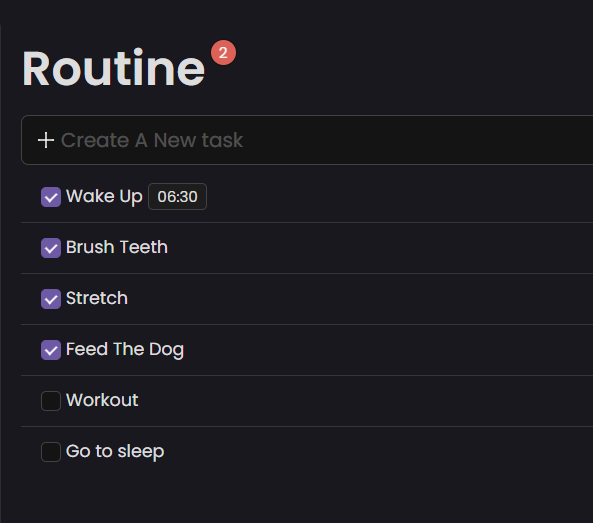 Routine 2
Create A New task
Wake Up 06:30
Brush Teeth
Stretch
Feed The Dog
Workout
Go to sleep